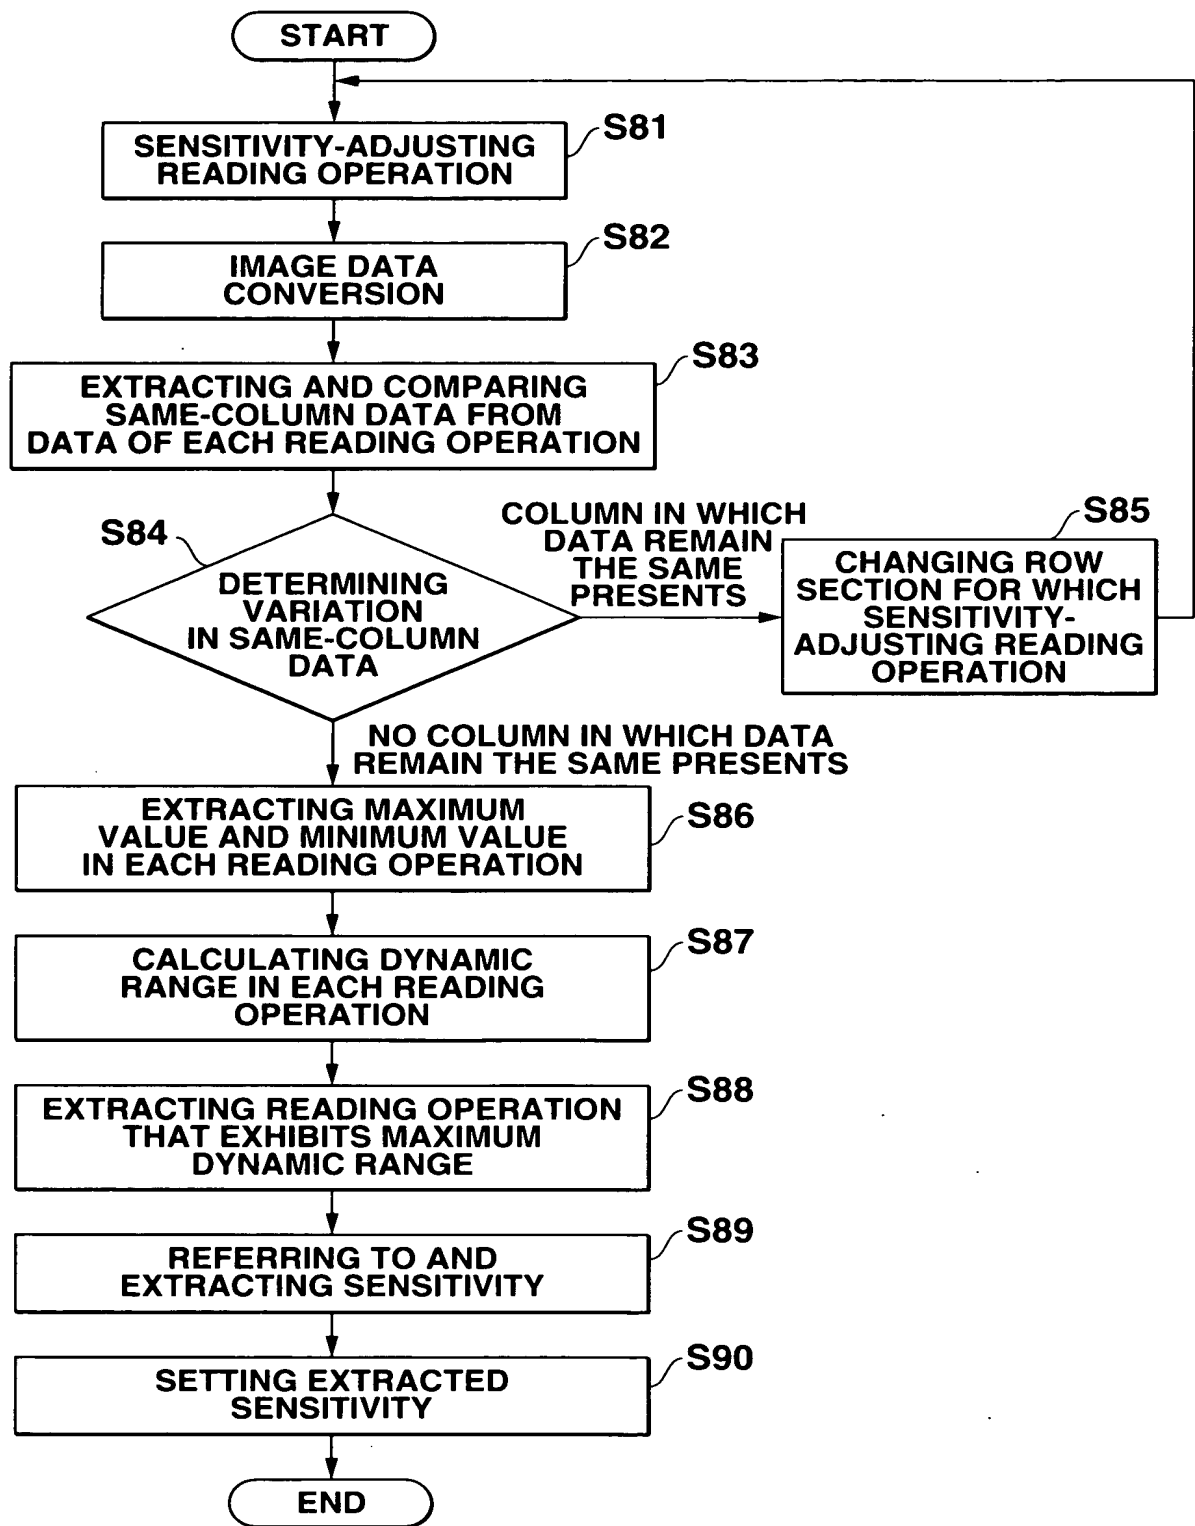 START
S81
SENSITIVITY-ADJUSTING
READING OPERATION
S82
IMAGE DATA
CONVERSION
S83
EXTRACTING AND COMPARING
SAME-COLUMN DATA FROM
DATA OF EACH READING OPERATION
S84
DETERMINING
VARIATION
IN SAME-COLUMN
DATA
COLUMN IN WHICH
DATA REMAIN
THE SAME
PRESENTS
S85
CHANGING ROW
SECTION FOR WHICH
SENSITIVITY-
ADJUSTING READING
OPERATION
NO COLUMN IN WHICH DATA
REMAIN THE SAME PRESENTS
S86
EXTRACTING MAXIMUM
VALUE AND MINIMUM VALUE
IN EACH READING OPERATION
S87
CALCULATING DYNAMIC
RANGE IN EACH READING
OPERATION
S88
EXTRACTING READING OPERATION
THAT EXHIBITS MAXIMUM
DYNAMIC RANGE
S89
REFERRING TO AND
EXTRACTING SENSITIVITY
S90
SETTING EXTRACTED
SENSITIVITY
END